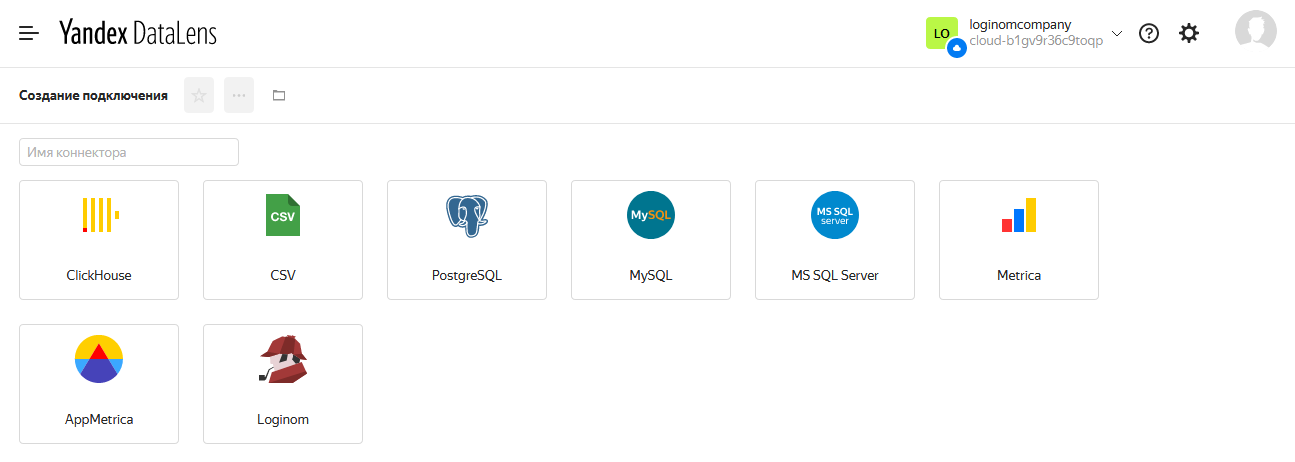 Yandex DataLens
LO
loginomcompany
cloud-b1gv9r36c9toqp
Создание подключения
Имя коннектора
CSV
MySQL
MS SQL
server
ClickHouse
CSV
PostgreSQL
MySQL
MS SQL Server
Metrica
AppMetrica
Loginom